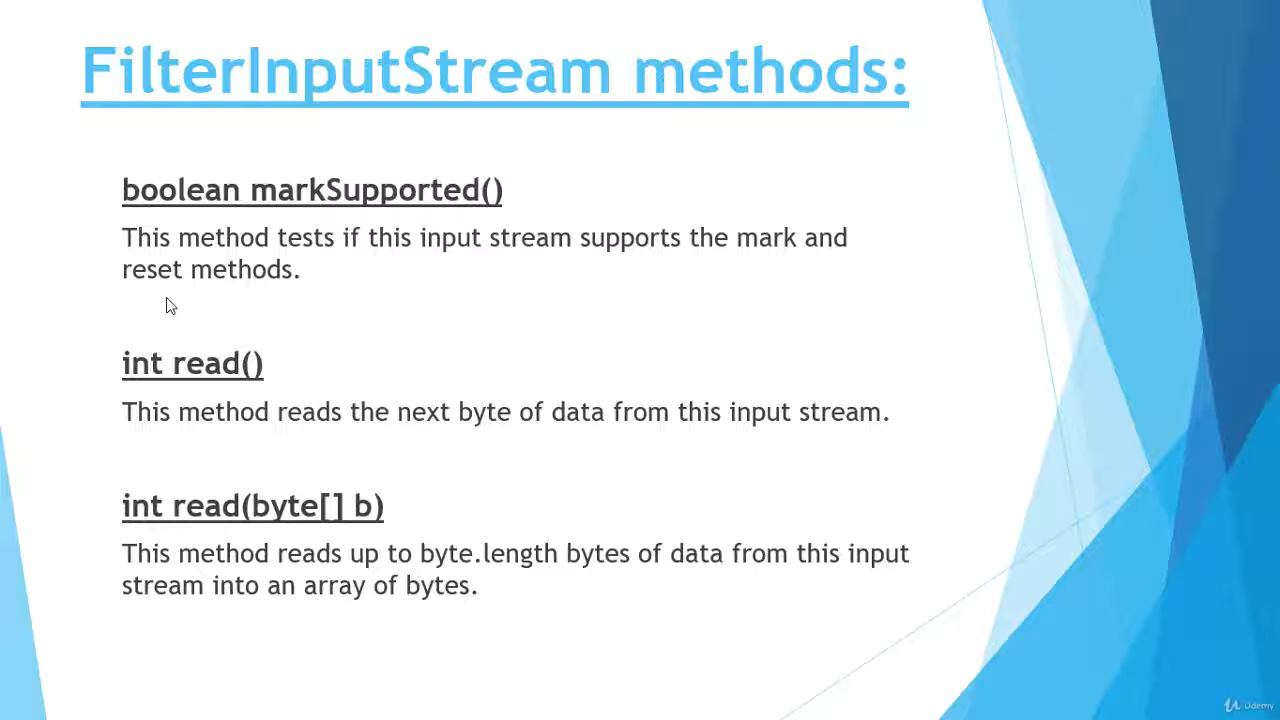 FilterInputStream methods:
boolean markSupported()
This method tests if this input stream supports the mark and
reset methods.
int read()
This method reads the next byte of data from this input stream.
int read(byte[] b)
This method reads up to byte.length bytes of data from this input
stream into an array of bytes.
Udemy